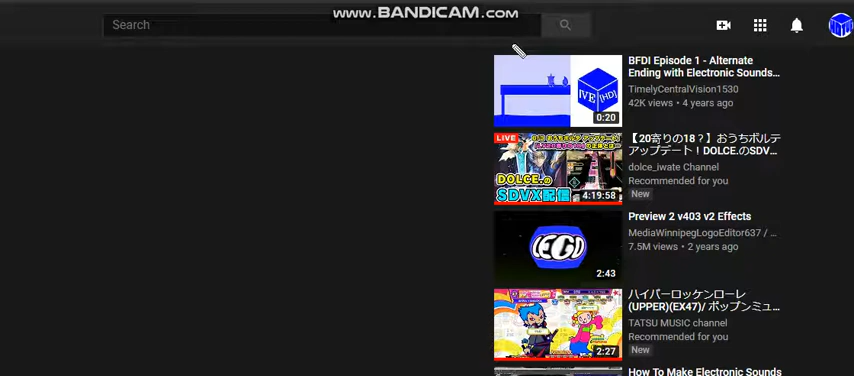 www.BANDICAM.com
Search
BFDI Episode 1 - Alternate
Ending with Electronic Sounds...
TimelyCentralVision1530
42K views • 4 years ago
0:20
【20寄りの18？】おうちボルテ
アップデート！DOLCE.のSDV...
dolce_iwate Channel
Recommended for you
New
LIVE
DOLCE.の
SDVX配信
4:19:58
Preview 2 v403 v2 Effects
MediaWinnipegLogoEditor637 / ...
7.5M views • 2 years ago
LEGO
2:43
ハイパーロッケンローレ
(UPPER)(EX47)/ ポップンミュ...
TATSU MUSIC channel
Recommended for you
New
2:27
How To Make Electronic Sounds